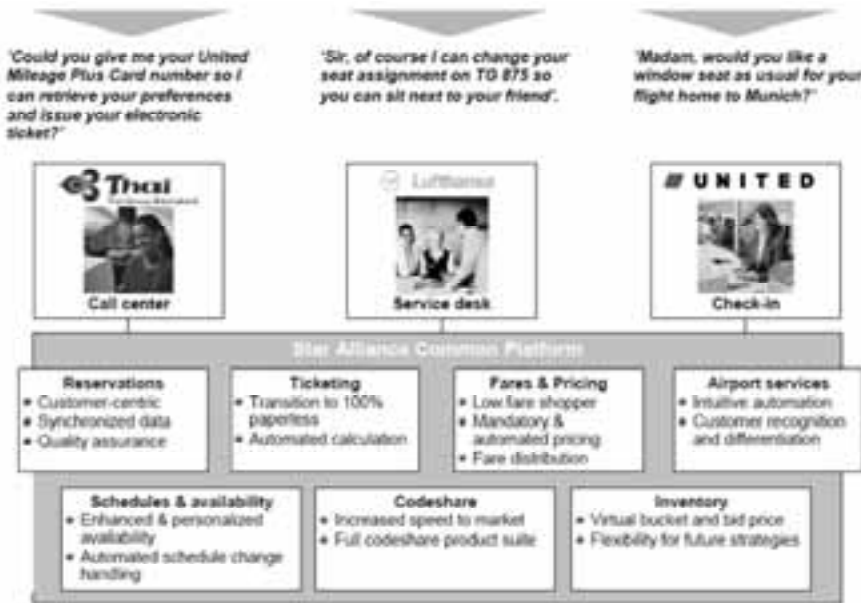 'Could you give me your United
Mileage Plus Card number so I
can retrieve your preferences
and issue your electronic
ticket?'
'Sir, of course I can change your
seat assignment on TG 875 so
you can sit next to your friend'.
'Madam, would you like a
window seat as usual for your
flight home to Munich?'
Thai
Call center
Lufthansa
Service desk
UNITED
Check-in
Star Alliance Common Platform
Reservations
• Customer-centric
• Synchronized data
• Quality assurance
Ticketing
• Transition to 100%
paperless
• Automated calculation
Fares & Pricing
• Low fare shopper
• Mandatory &
automated pricing
• Fare distribution
Airport services
• Intuitive automation
• Customer recognition
and differentiation
Schedules & availability
• Enhanced & personalized
availability
• Automated schedule change
handling
Codeshare
• Increased speed to market
• Full codeshare product suite
Inventory
• Virtual bucket and bid price
• Flexibility for future strategies